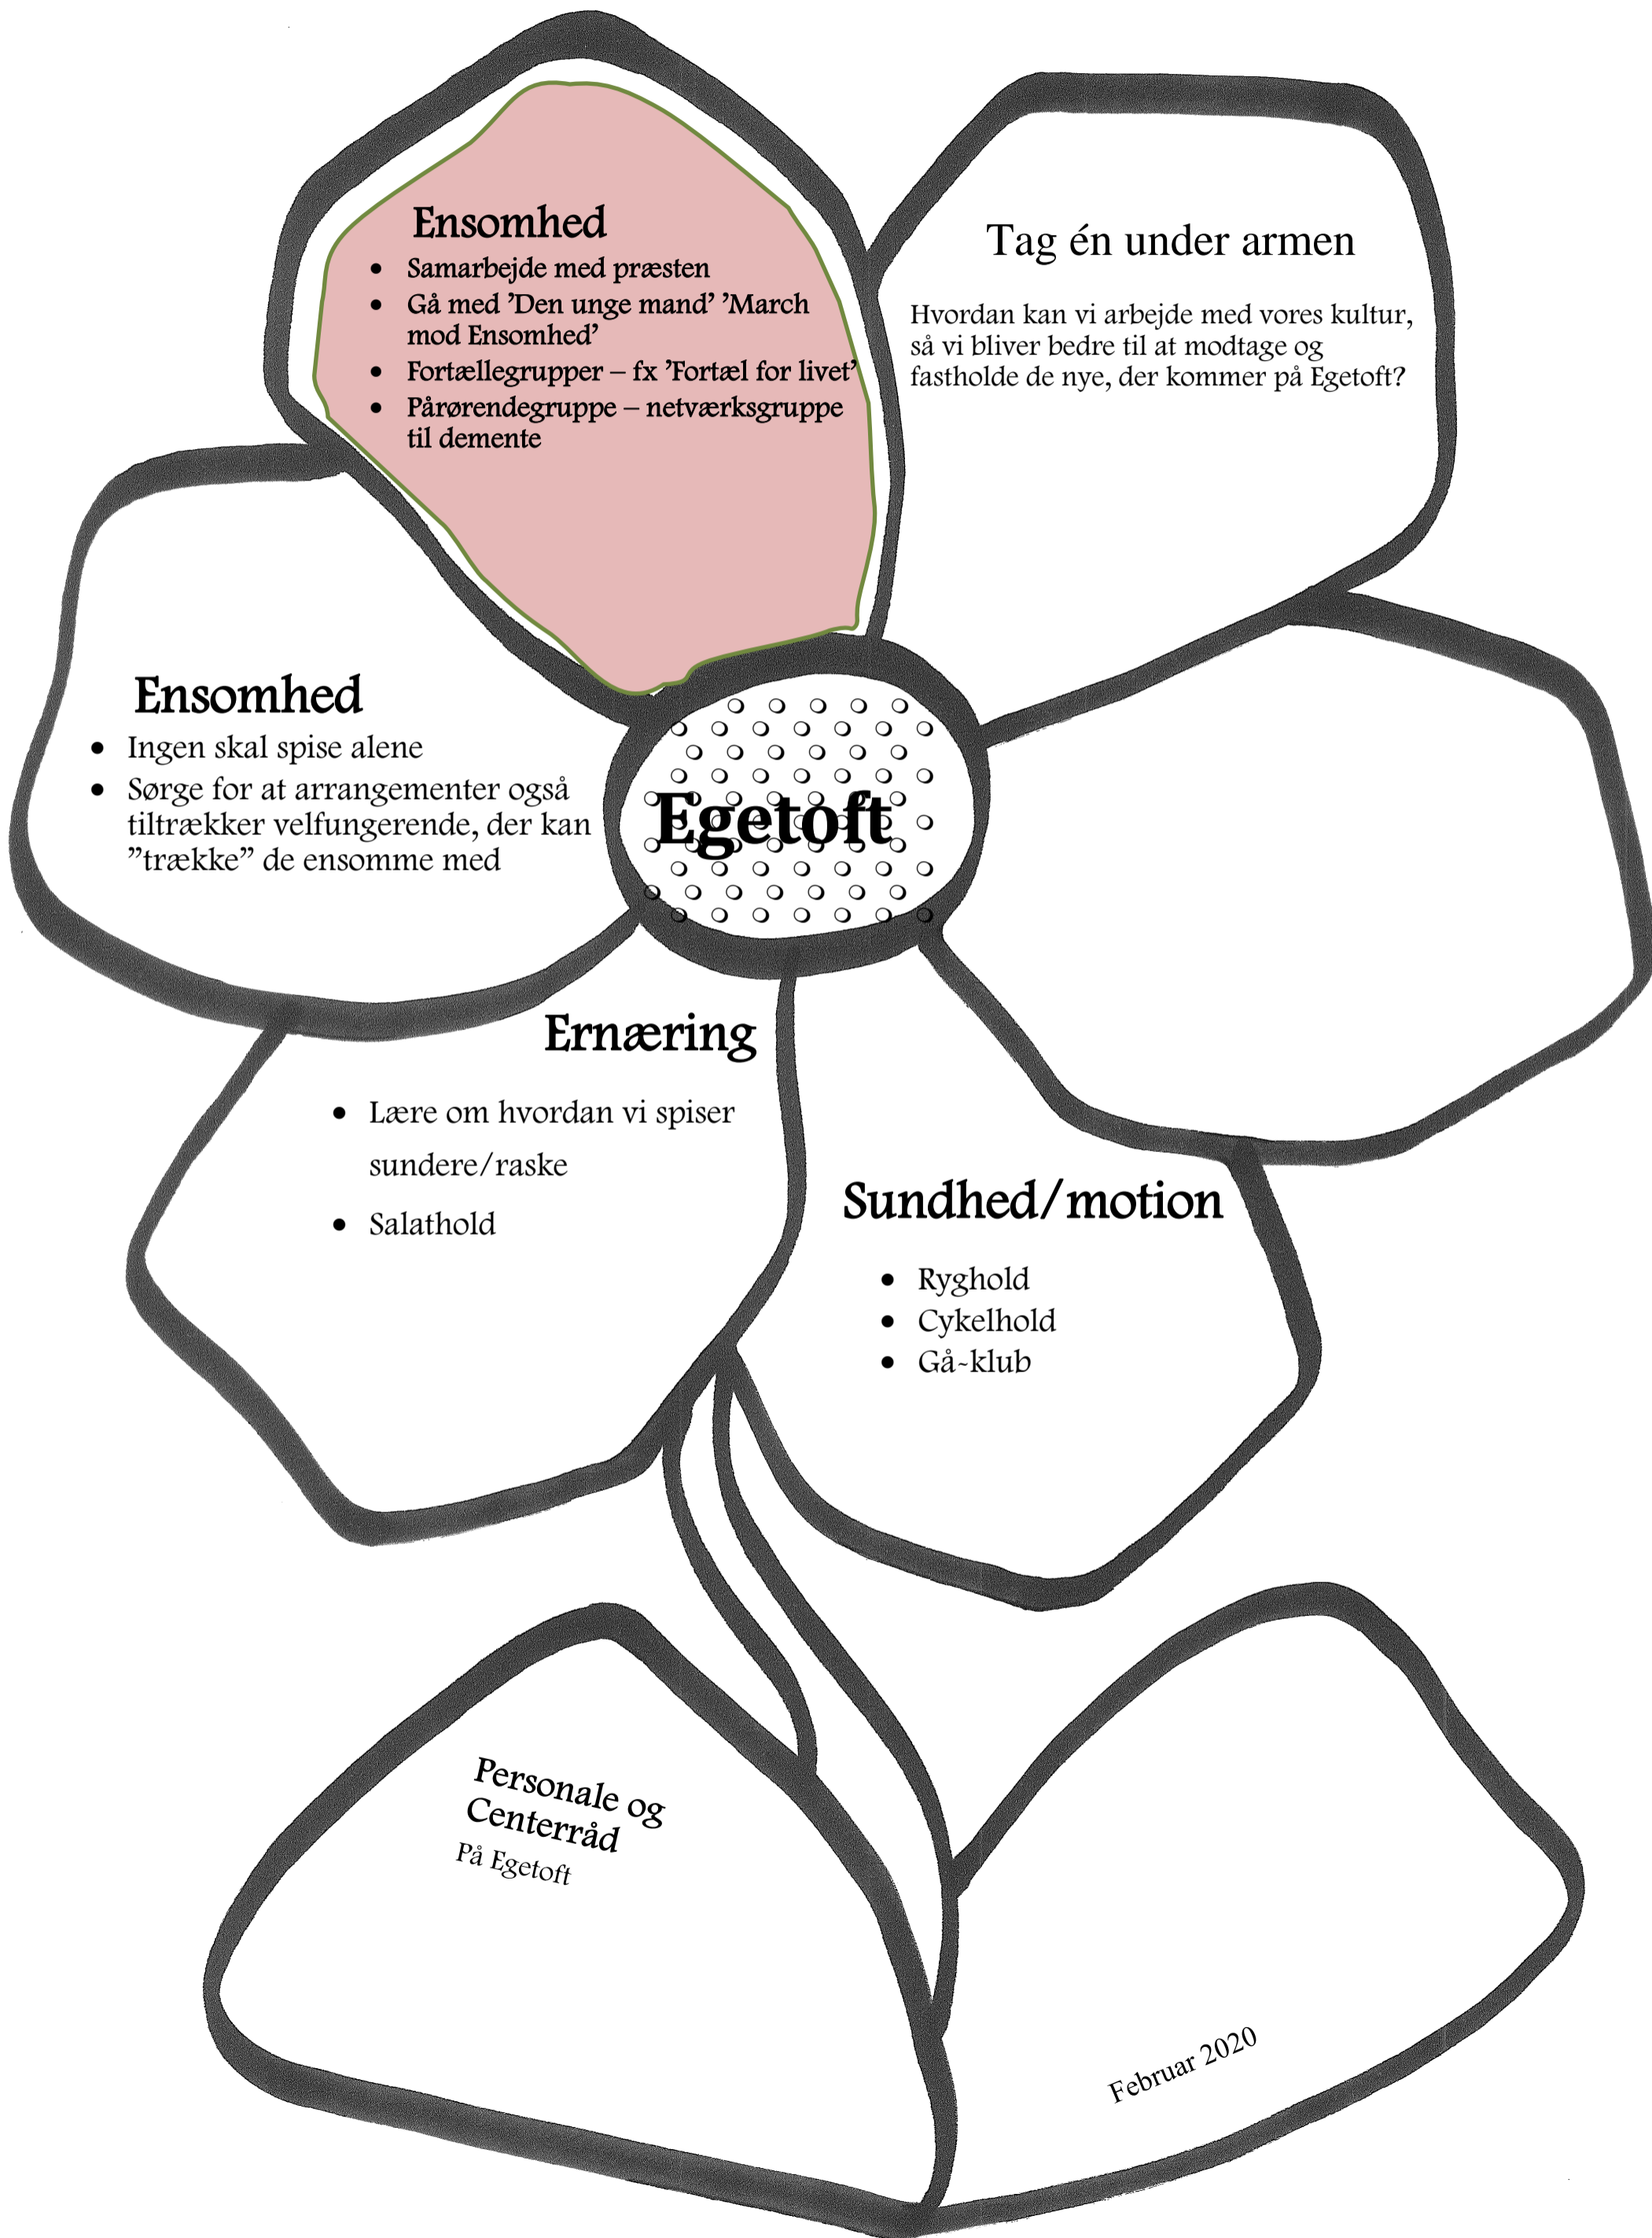 Ensomhed
• Samarbejde med præsten
• Gå med ’Den unge mand’ ’March
mod Ensomhed’
• Fortællegrupper – fx ’Fortæl for livet’
• Pårørendegruppe – netværksgruppe
til demente
Tag én under armen
Hvordan kan vi arbejde med vores kultur,
så vi bliver bedre til at modtage og
fastholde de nye, der kommer på Egetoft?
Ensomhed
• Ingen skal spise alene
• Sørge for at arrangementer også
tiltrækker velfungerende, der kan
”trække” de ensomme med
Egetoft
Ernæring
• Lære om hvordan vi spiser
sundere/raske
• Salathold
Sundhed/motion
• Ryghold
• Cykelhold
• Gå-klub
Personale og
Centerråd
På Egetoft
Februar 2020